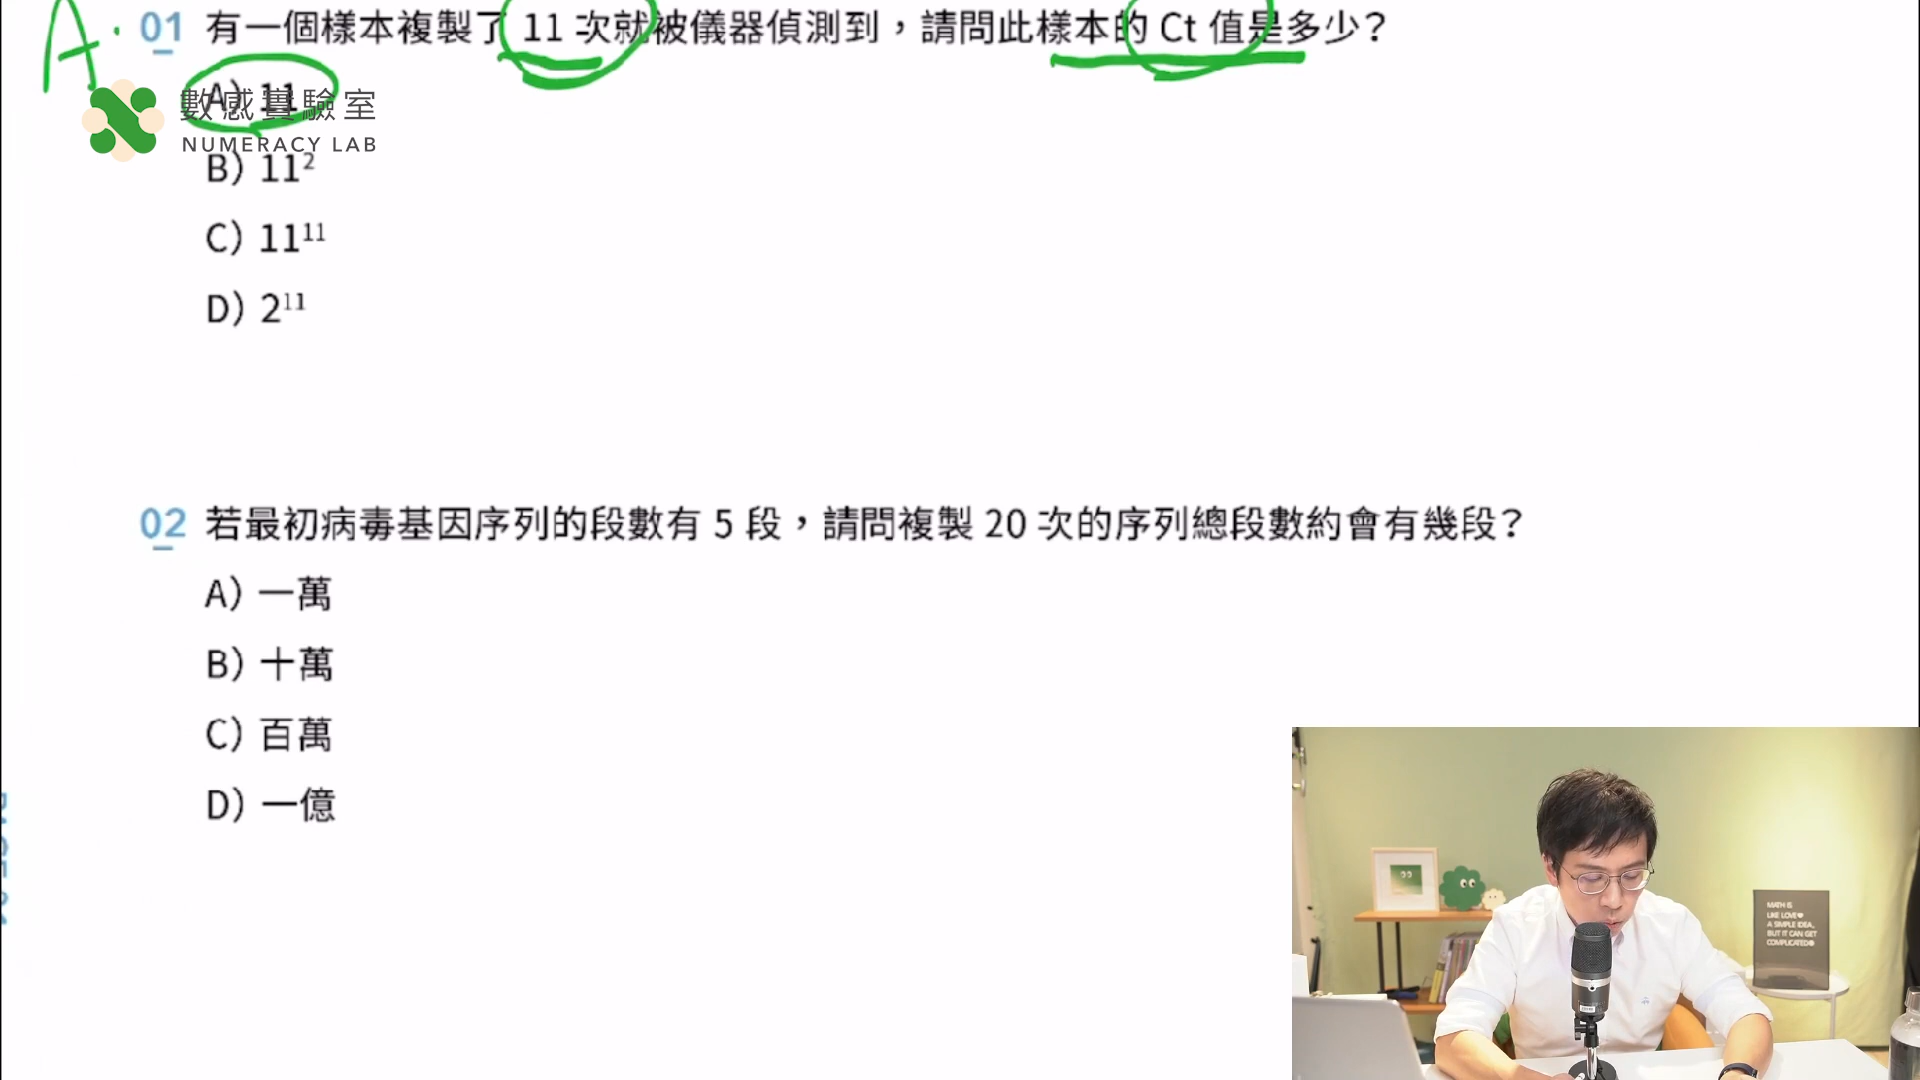 A.
01 有一個樣本複製了 11 次就被儀器偵測到，請問此樣本的 Ct 值是多少？
A) 11
數感實驗室
NUMERACY LAB
B) 11²
C) 11¹¹
D) 2¹¹
02 若最初病毒基因序列的段數有 5 段，請問複製 20 次的序列總段數約會有幾段？
A) 一萬
B) 十萬
C) 百萬
D) 一億
MATH IS
LIKE LOVE♥
A SIMPLE IDEA,
BUT IT CAN GET
COMPLICATED